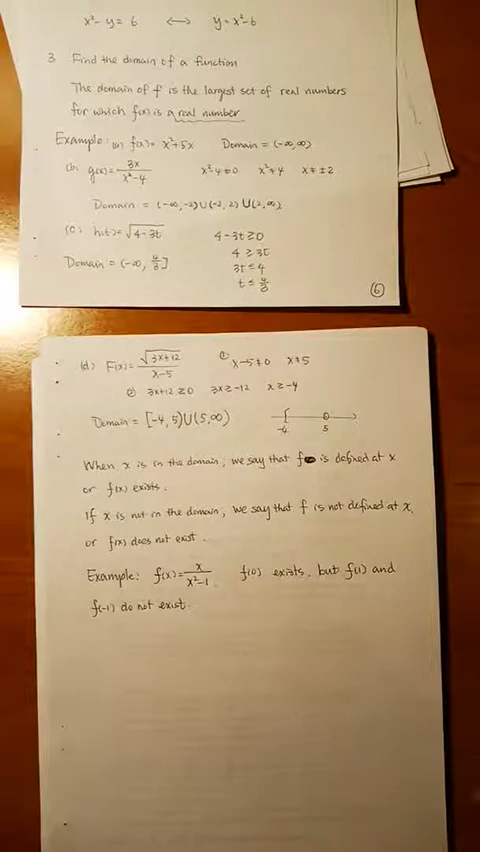 x²- y = 6 ⟷ y = x²-6
3 Find the domain of a function
The domain of f is the largest set of real numbers
for which f(x) is a real number
Example: (a) f(x) = x²+5x Domain = (-∞, ∞)
(b) g(x) = 3x/(x²-4) x²-4≠0 x²≠4 x≠±2
Domain = (-∞, -2)∪(-2, 2)∪(2, ∞)
(c) h(t) = √(4-3t) 4-3t≥0
4 ≥ 3t
Domain = (-∞, 4/3] 3t ≤ 4
t ≤ 4/3
⑥
(d) F(x) = √(3x+12)/(x-5) ① x-5≠0 x≠5
② 3x+12 ≥0 3x≥-12 x≥-4
Domain = [-4, 5)∪(5, ∞)
-4 5
When x is in the domain, we say that f is defined at x
or f(x) exists.
If x is not in the domain, we say that f is not defined at x,
or f(x) does not exist.
Example: f(x) = x/(x²-1) f(0) exists, but f(1) and
f(-1) do not exist.